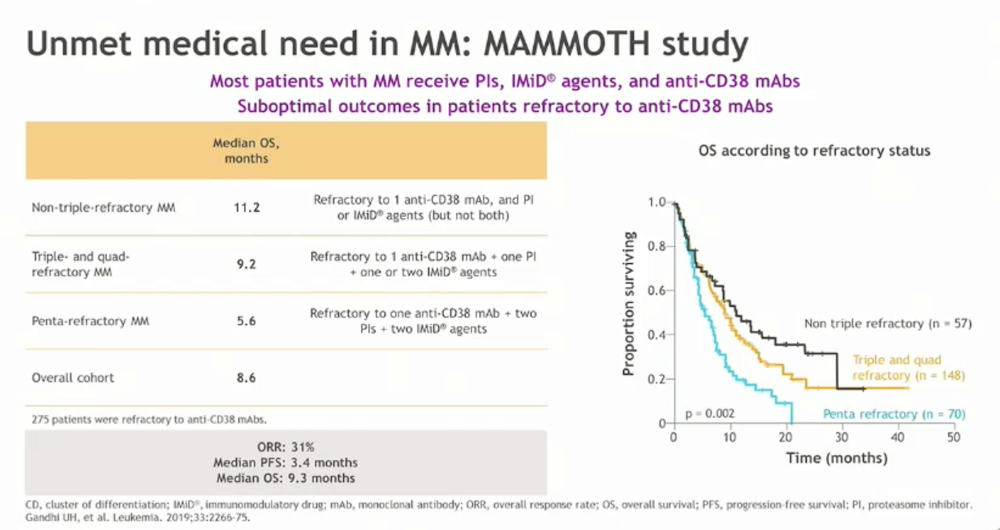 Unmet medical need in MM: MAMMOTH study
Most patients with MM receive PIs, IMiD® agents, and anti-CD38 mAbs
Suboptimal outcomes in patients refractory to anti-CD38 mAbs
Median OS,
months
Non-triple-refractory MM
11.2
Refractory to 1 anti-CD38 mAb, and PI
or IMiD® agents (but not both)
Triple- and quad-
refractory MM
9.2
Refractory to 1 anti-CD38 mAb + one PI
+ one or two IMiD® agents
Penta-refractory MM
5.6
Refractory to one anti-CD38 mAb + two
PIs + two IMiD® agents
Overall cohort
8.6
275 patients were refractory to anti-CD38 mAbs.
ORR: 31%
Median PFS: 3.4 months
Median OS: 9.3 months
OS according to refractory status
Proportion surviving
1.0
0.8
0.6
0.4
0.2
0
Non triple refractory (n = 57)
Triple and quad
refractory (n = 148)
Penta refractory (n = 70)
p = 0.002
0 10 20 30 40 50
Time (months)
CD, cluster of differentiation; IMiD®, immunomodulatory drug; mAb, monoclonal antibody; ORR, overall response rate; OS, overall survival; PFS, progression-free survival; PI, proteasome inhibitor.
Gandhi UH, et al. Leukemia. 2019;33:2266-75.